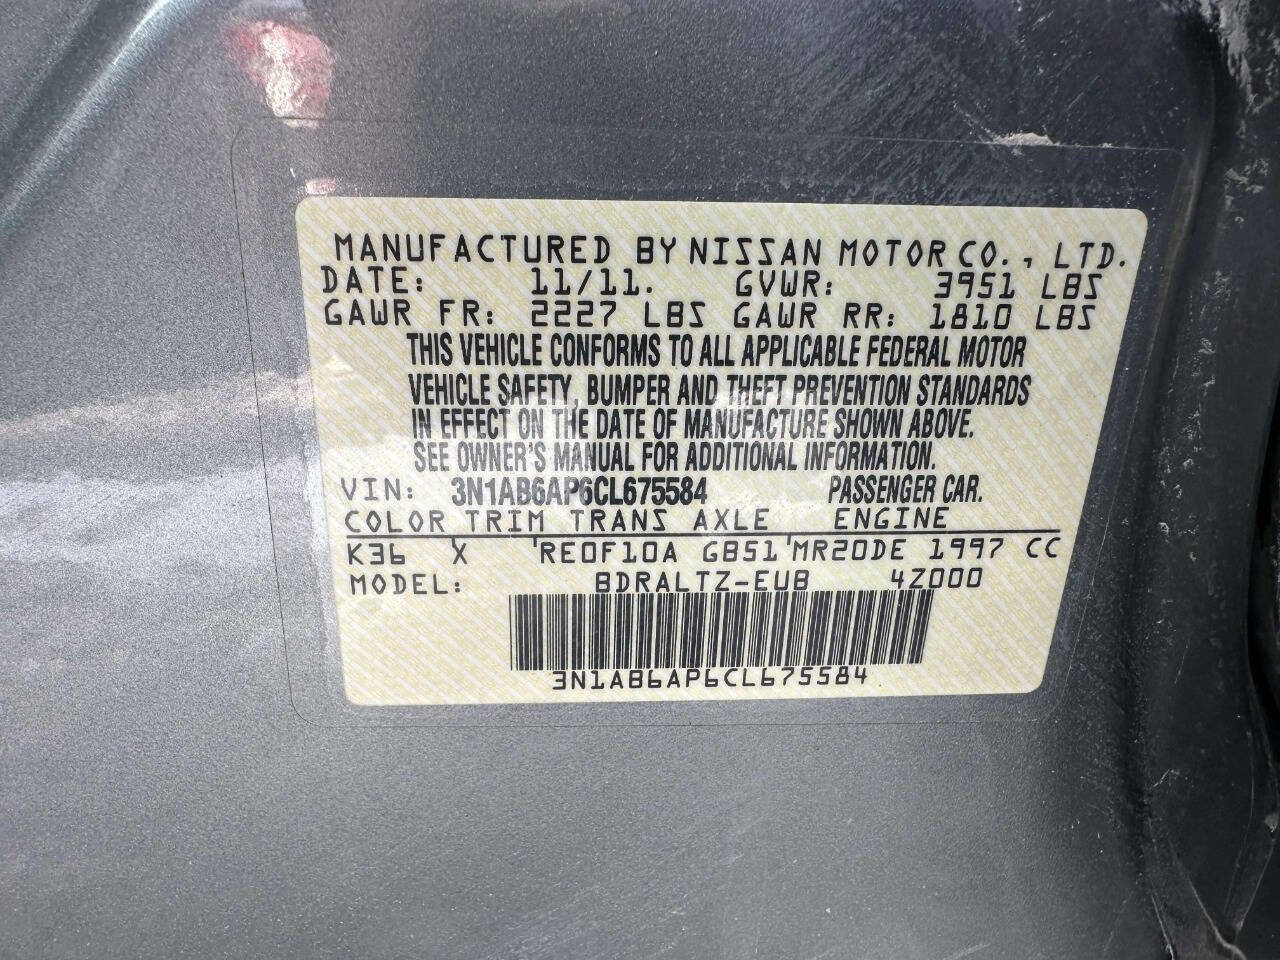 MANUFACTURED BY NISSAN MOTOR CO., LTD.
DATE: 11/11. GVWR: 3951 LBS
GAWR FR: 2227 LBS GAWR RR: 1810 LBS
THIS VEHICLE CONFORMS TO ALL APPLICABLE FEDERAL MOTOR
VEHICLE SAFETY, BUMPER AND THEFT PREVENTION STANDARDS
IN EFFECT ON THE DATE OF MANUFACTURE SHOWN ABOVE.
SEE OWNER'S MANUAL FOR ADDITIONAL INFORMATION.
VIN: 3N1AB6AP6CL675584 PASSENGER CAR.
COLOR TRIM TRANS AXLE ENGINE
K36 X RE0F10A GB51 MR20DE 1997 CC
MODEL: BDRALTZ-EUB 4Z000
3N1AB6AP6CL675584